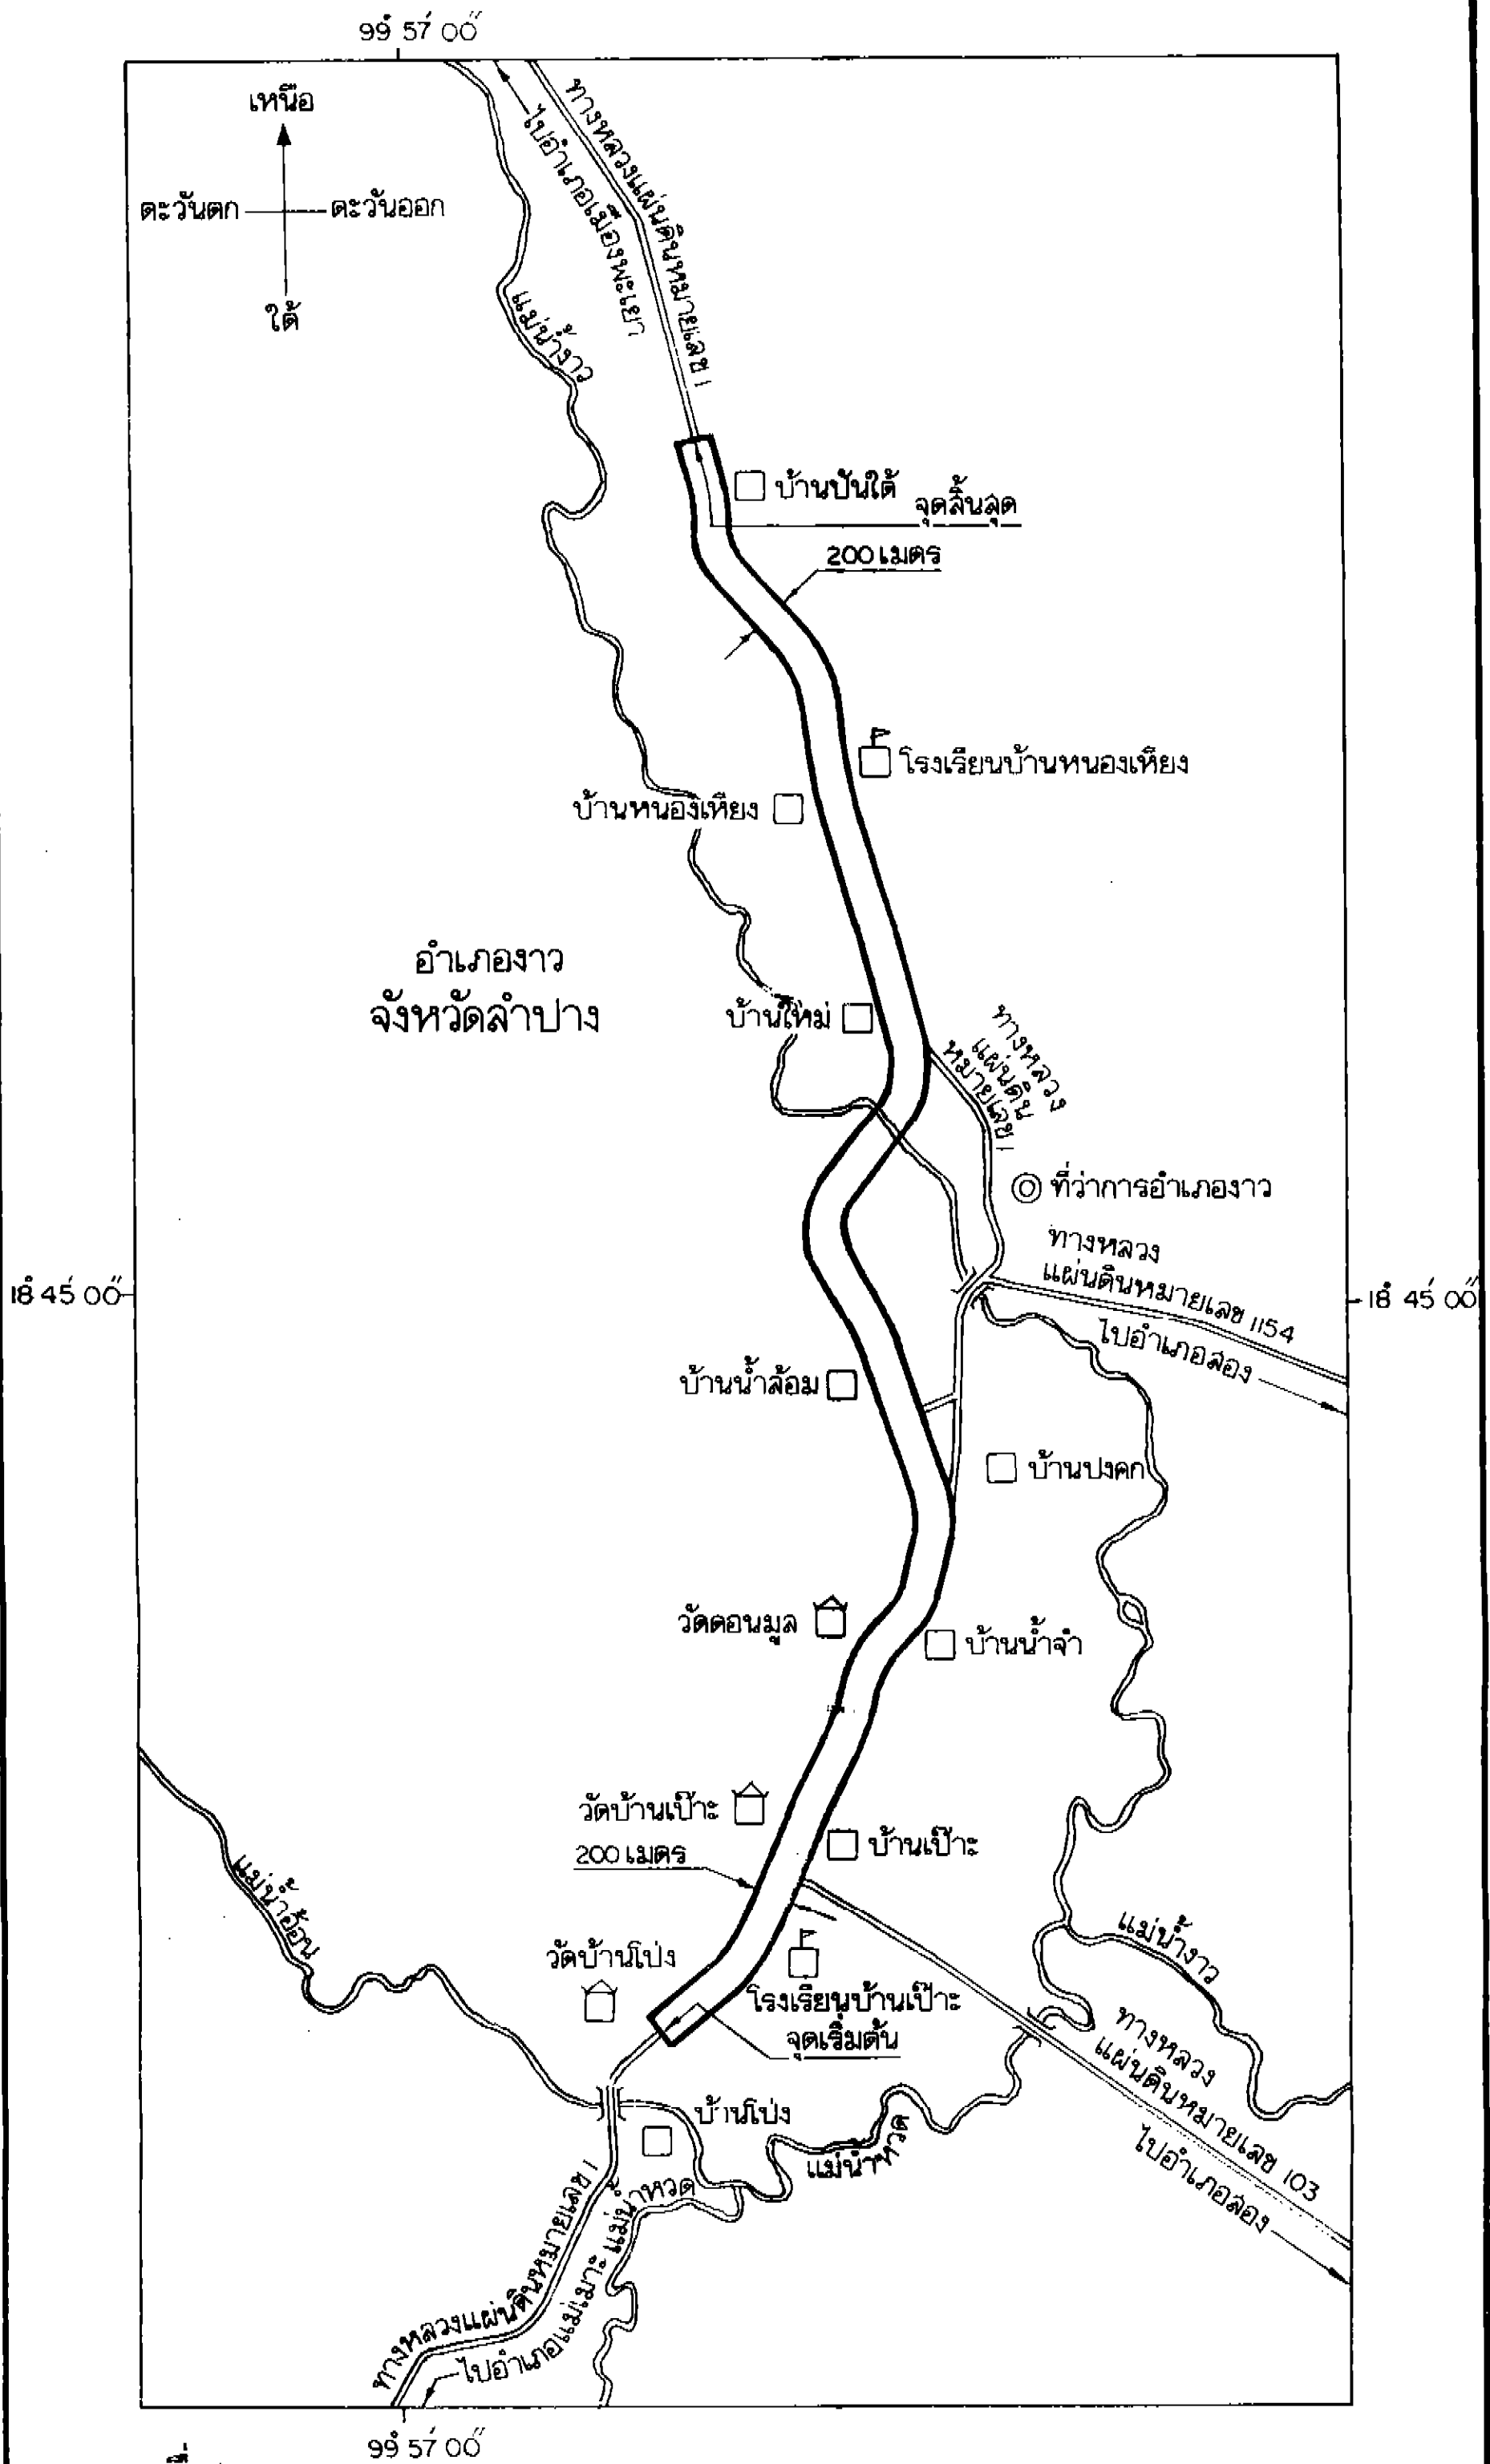 99° 57′ 00″
เหนือ
ตะวันตก
ตะวันออก
ใต้
ทางหลวงแผ่นดินหมายเลข 1
ไปอำเภอเมืองพะเยา
แม่น้ำงาว
บ้านปันใต้
จุดสิ้นสุด
200 เมตร
โรงเรียนบ้านหนองเหียง
บ้านหนองเหียง
อำเภองาว
จังหวัดลำปาง
บ้านใหม่
ทางหลวง
แผ่นดิน
หมายเลข 1
ที่ว่าการอำเภองาว
ทางหลวง
แผ่นดินหมายเลข 1154
ไปอำเภอสอง
18° 45′ 00″
18° 45′ 00″
บ้านน้ำล้อม
บ้านปงคก
วัดดอนมูล
บ้านน้ำจำ
วัดบ้านเป๊าะ
บ้านเป๊าะ
200 เมตร
แม่น้ำอ้อน
วัดบ้านโป่ง
โรงเรียนบ้านเป๊าะ
จุดเริ่มต้น
แม่น้ำงาว
ทางหลวง
แผ่นดินหมายเลข 103
ไปอำเภอสอง
บ้านโป่ง
แม่น้ำหวด
แม่น้ำหวด
ทางหลวงแผ่นดินหมายเลข 1
ไปอำเภอแม่เมาะ
99° 57′ 00″